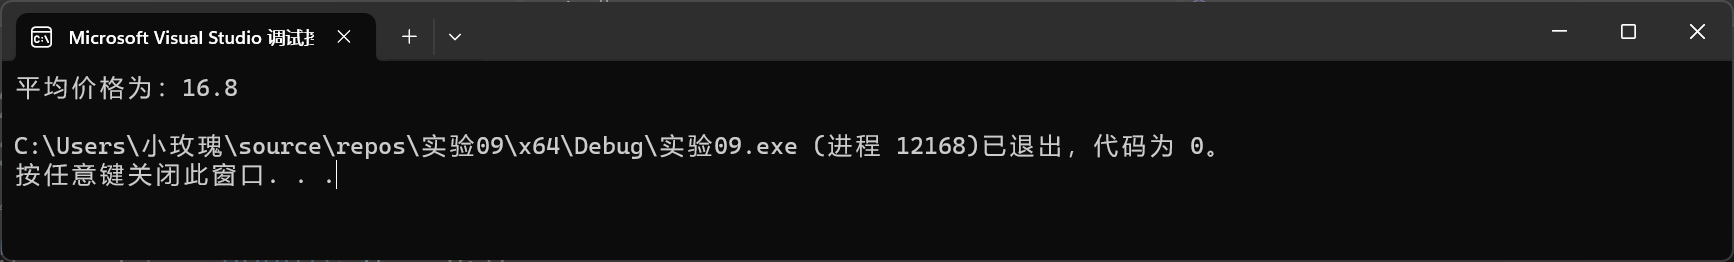 Microsoft Visual Studio 调试
平均价格为：16.8
C:\Users\小玫瑰\source\repos\实验09\x64\Debug\实验09.exe (进程 12168)已退出，代码为 0。
按任意键关闭此窗口. . .